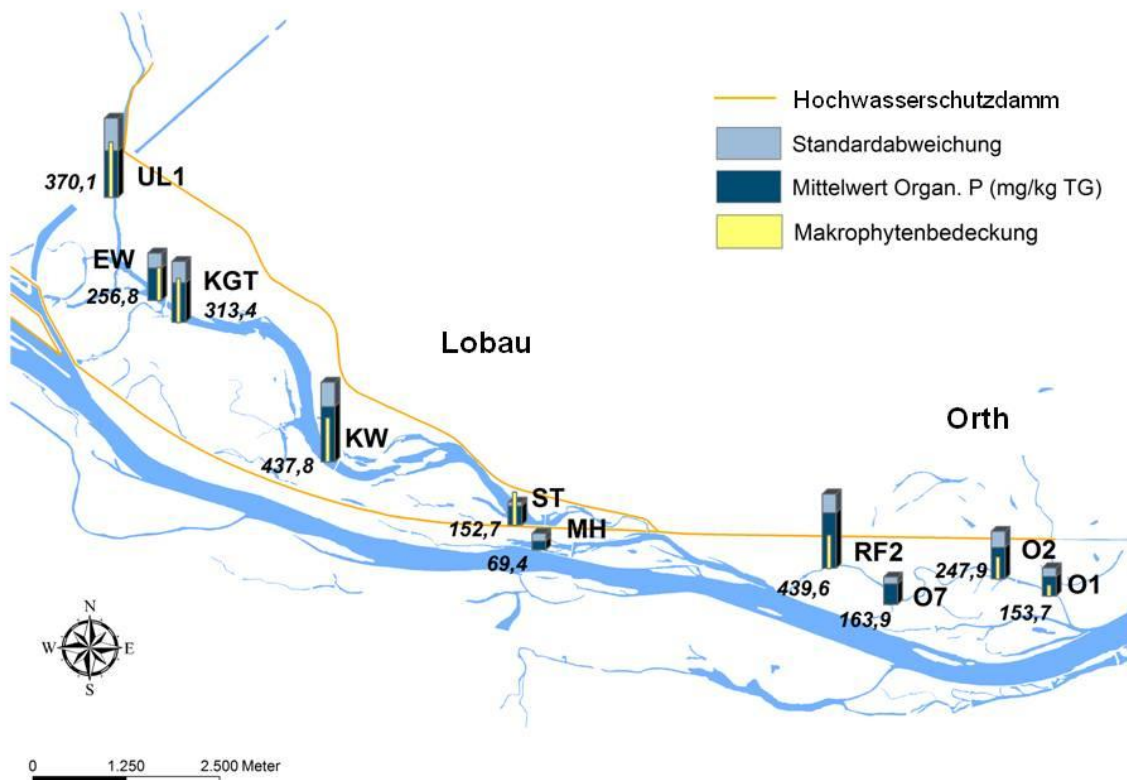 Hochwasserschutzdamm
Standardabweichung
Mittelwert Organ. P (mg/kg TG)
Makrophytenbedeckung
UL1
370,1
EW
256,8
KGT
313,4
Lobau
Orth
KW
437,8
ST
152,7
MH
69,4
RF2
439,6
O7
163,9
O2
247,9
O1
153,7
N
W E
S
0 1.250 2.500 Meter